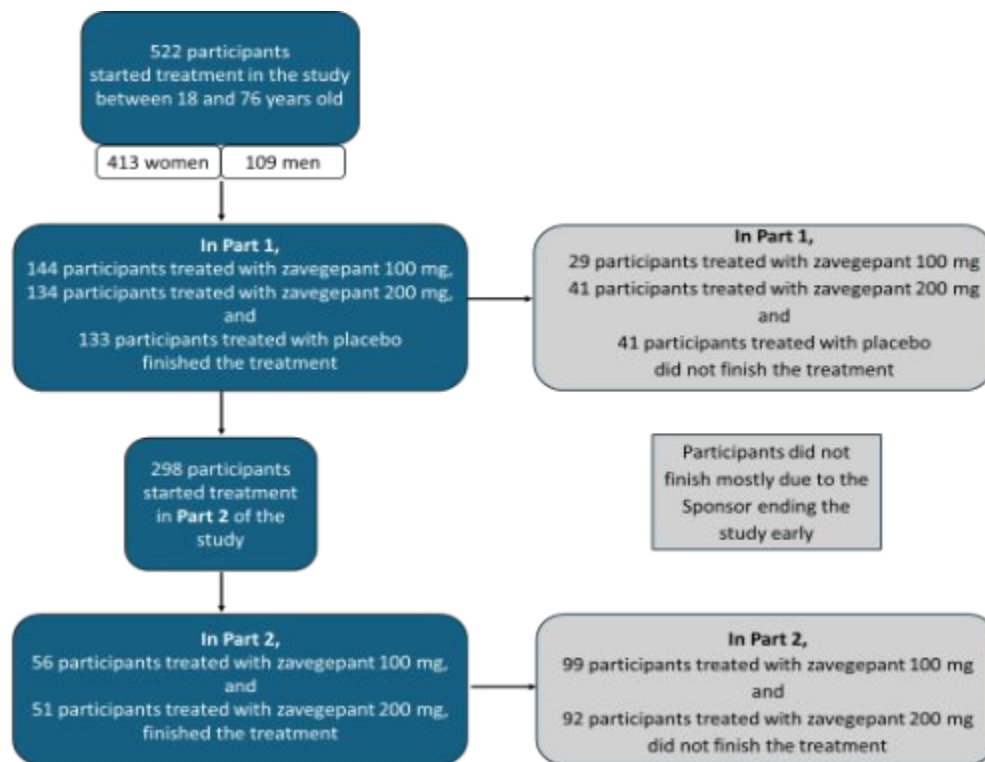 522 participants
started treatment in the study
between 18 and 76 years old
413 women
109 men
In Part 1,
144 participants treated with zavegepant 100 mg,
134 participants treated with zavegepant 200 mg,
and
133 participants treated with placebo
finished the treatment
In Part 1,
29 participants treated with zavegepant 100 mg
41 participants treated with zavegepant 200 mg
and
41 participants treated with placebo
did not finish the treatment
298 participants
started treatment
in Part 2 of the
study
Participants did not
finish mostly due to the
Sponsor ending the
study early
In Part 2,
56 participants treated with zavegepant 100 mg,
and
51 participants treated with zavegepant 200 mg,
finished the treatment
In Part 2,
99 participants treated with zavegepant 100 mg
and
92 participants treated with zavegepant 200 mg
did not finish the treatment